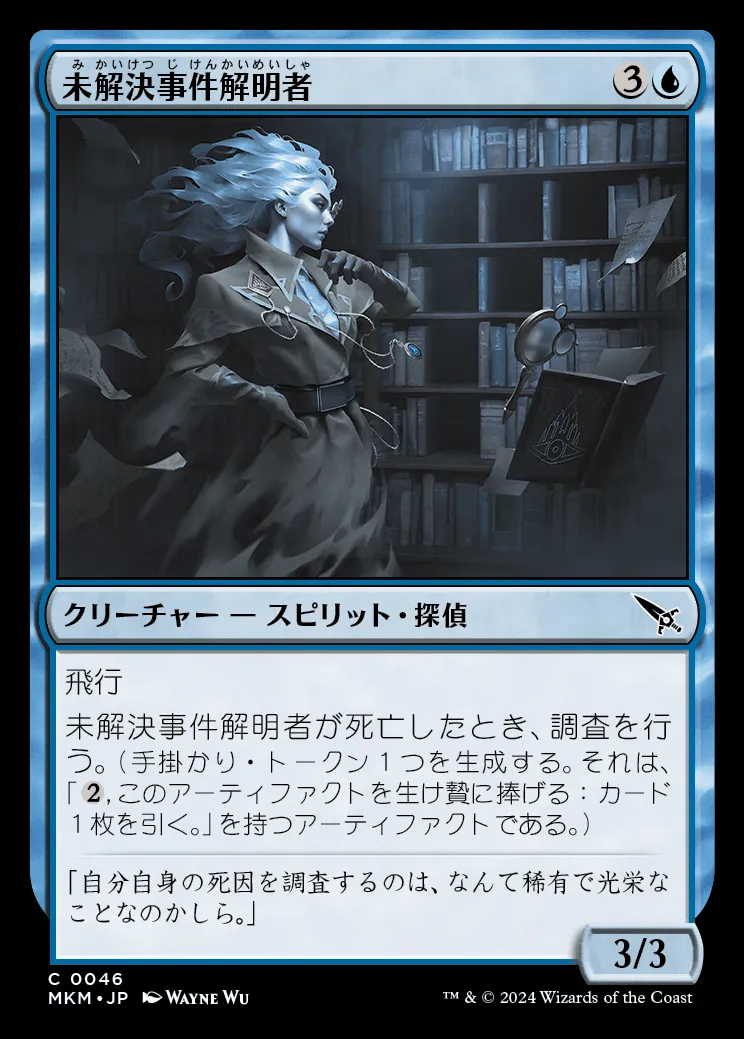 み かいけつ じ けんかいめいしゃ
未解決事件解明者 3
クリーチャー — スピリット・探偵
飛行
未解決事件解明者が死亡したとき、調査を行
う。（手掛かり・トークン１つを生成する。それは、
「2, このアーティファクトを生け贄に捧げる：カード
１枚を引く。」を持つアーティファクトである。）
「自分自身の死因を調査するのは、なんて稀有で光栄な
ことなのかしら。」
3/3
C 0046
MKM • JP Wayne Wu
™ & © 2024 Wizards of the Coast